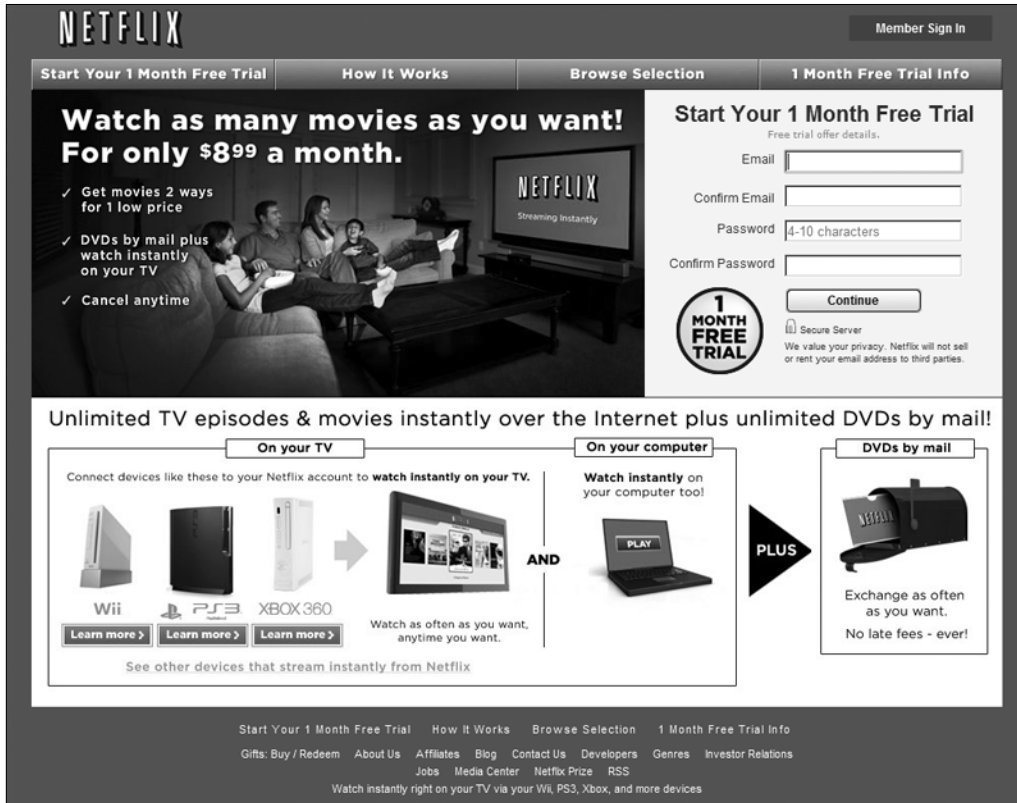 NETFLIX
Member Sign In
Start Your 1 Month Free Trial
How It Works
Browse Selection
1 Month Free Trial Info
Watch as many movies as you want!
For only $8⁹⁹ a month.
✓ Get movies 2 ways
for 1 low price
✓ DVDs by mail plus
watch instantly
on your TV
✓ Cancel anytime
NETFLIX
Streaming Instantly
Start Your 1 Month Free Trial
Free trial offer details.
Email
Confirm Email
Password 4-10 characters
Confirm Password
1
MONTH
FREE
TRIAL
Continue
Secure Server
We value your privacy. Netflix will not sell
or rent your email address to third parties.
Unlimited TV episodes & movies instantly over the Internet plus unlimited DVDs by mail!
On your TV
Connect devices like these to your Netflix account to watch instantly on your TV.
Wii
PS3
XBOX 360
Learn more >
Learn more >
Learn more >
Watch as often as you want,
anytime you want.
See other devices that stream instantly from Netflix
AND
On your computer
Watch instantly on
your computer too!
PLAY
PLUS
DVDs by mail
NETFLIX
Exchange as often
as you want.
No late fees - ever!
Start Your 1 Month Free Trial How It Works Browse Selection 1 Month Free Trial Info
Gifts: Buy / Redeem About Us Affiliates Blog Contact Us Developers Genres Investor Relations
Jobs Media Center Netflix Prize RSS
Watch instantly right on your TV via your Wii, PS3, Xbox, and more devices